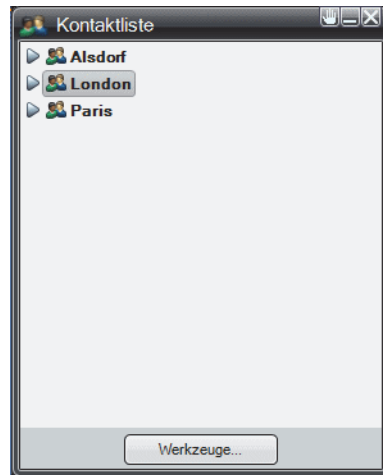 Kontaktliste
Alsdorf
London
Paris
Werkzeuge...